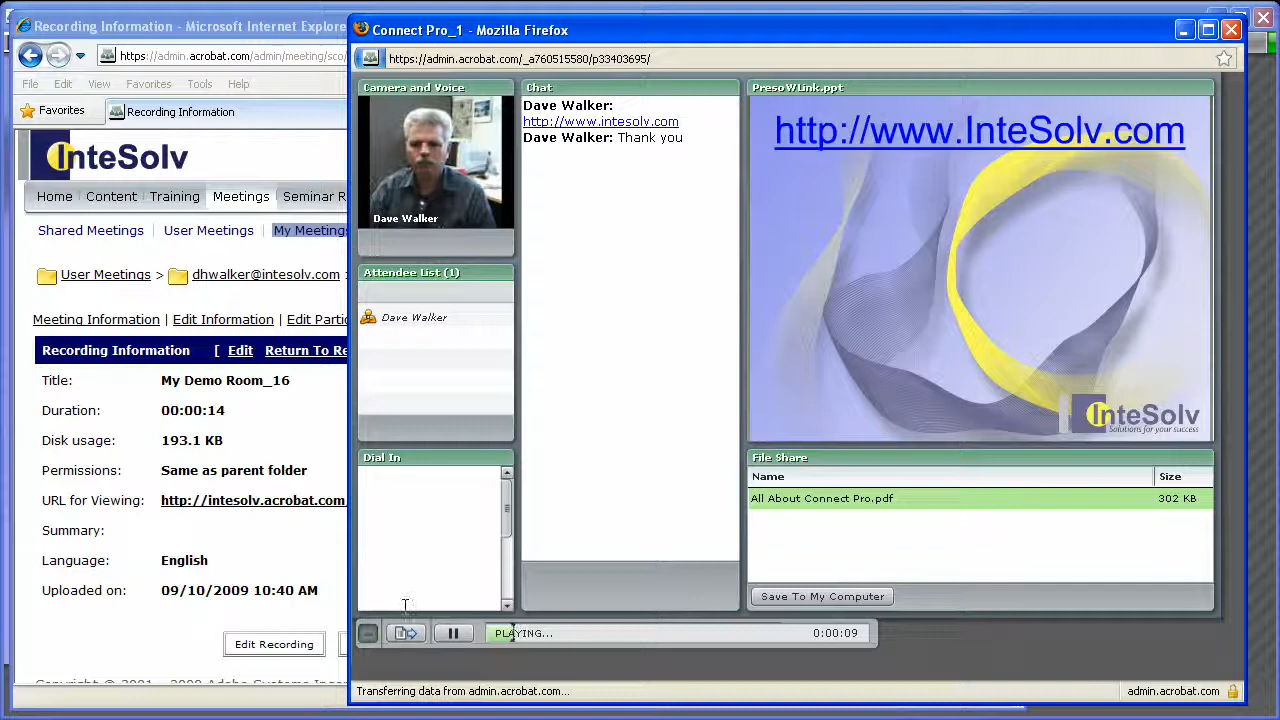 Recording Information - Microsoft Internet Explore
https://admin.acrobat.com/admin/meeting/sco/
File Edit View Favorites Tools Help
Favorites Recording Information
InteSolv
Home Content Training Meetings Seminar R
Shared Meetings User Meetings My Meeting
User Meetings > dhwalker@intesolv.com
Meeting Information | Edit Information | Edit Parti
Recording Information [ Edit Return To Re
Title: My Demo Room_16
Duration: 00:00:14
Disk usage: 193.1 KB
Permissions: Same as parent folder
URL for Viewing: http://intesolv.acrobat.com
Summary:
Language: English
Uploaded on: 09/10/2009 10:40 AM
Edit Recording
Connect Pro_1 - Mozilla Firefox
https://admin.acrobat.com/_a760515580/p33403695/
Camera and Voice
Dave Walker
Attendee List (1)
Dave Walker
Dial In
Chat
Dave Walker:
http://www.intesolv.com
Dave Walker: Thank you
PresoWLink.ppt
http://www.InteSolv.com
InteSolv
Solutions for your success
File Share
Name Size
All About Connect Pro.pdf 302 KB
Save To My Computer
PLAYING... 0:00:09
Transferring data from admin.acrobat.com... admin.acrobat.com